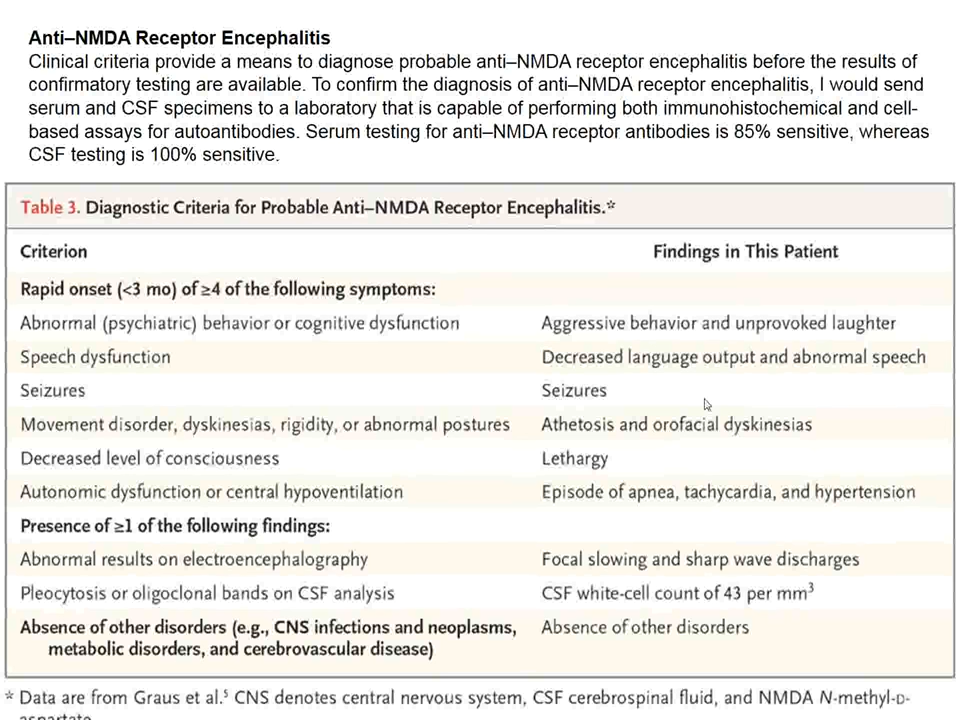 Anti–NMDA Receptor Encephalitis
Clinical criteria provide a means to diagnose probable anti–NMDA receptor encephalitis before the results of
confirmatory testing are available. To confirm the diagnosis of anti–NMDA receptor encephalitis, I would send
serum and CSF specimens to a laboratory that is capable of performing both immunohistochemical and cell-
based assays for autoantibodies. Serum testing for anti–NMDA receptor antibodies is 85% sensitive, whereas
CSF testing is 100% sensitive.
Table 3. Diagnostic Criteria for Probable Anti–NMDA Receptor Encephalitis.*
Criterion Findings in This Patient
Rapid onset (<3 mo) of ≥4 of the following symptoms:
Abnormal (psychiatric) behavior or cognitive dysfunction Aggressive behavior and unprovoked laughter
Speech dysfunction Decreased language output and abnormal speech
Seizures Seizures
Movement disorder, dyskinesias, rigidity, or abnormal postures Athetosis and orofacial dyskinesias
Decreased level of consciousness Lethargy
Autonomic dysfunction or central hypoventilation Episode of apnea, tachycardia, and hypertension
Presence of ≥1 of the following findings:
Abnormal results on electroencephalography Focal slowing and sharp wave discharges
Pleocytosis or oligoclonal bands on CSF analysis CSF white-cell count of 43 per mm³
Absence of other disorders (e.g., CNS infections and neoplasms, Absence of other disorders
metabolic disorders, and cerebrovascular disease)
* Data are from Graus et al.⁵ CNS denotes central nervous system, CSF cerebrospinal fluid, and NMDA N-methyl-D-
aspartate